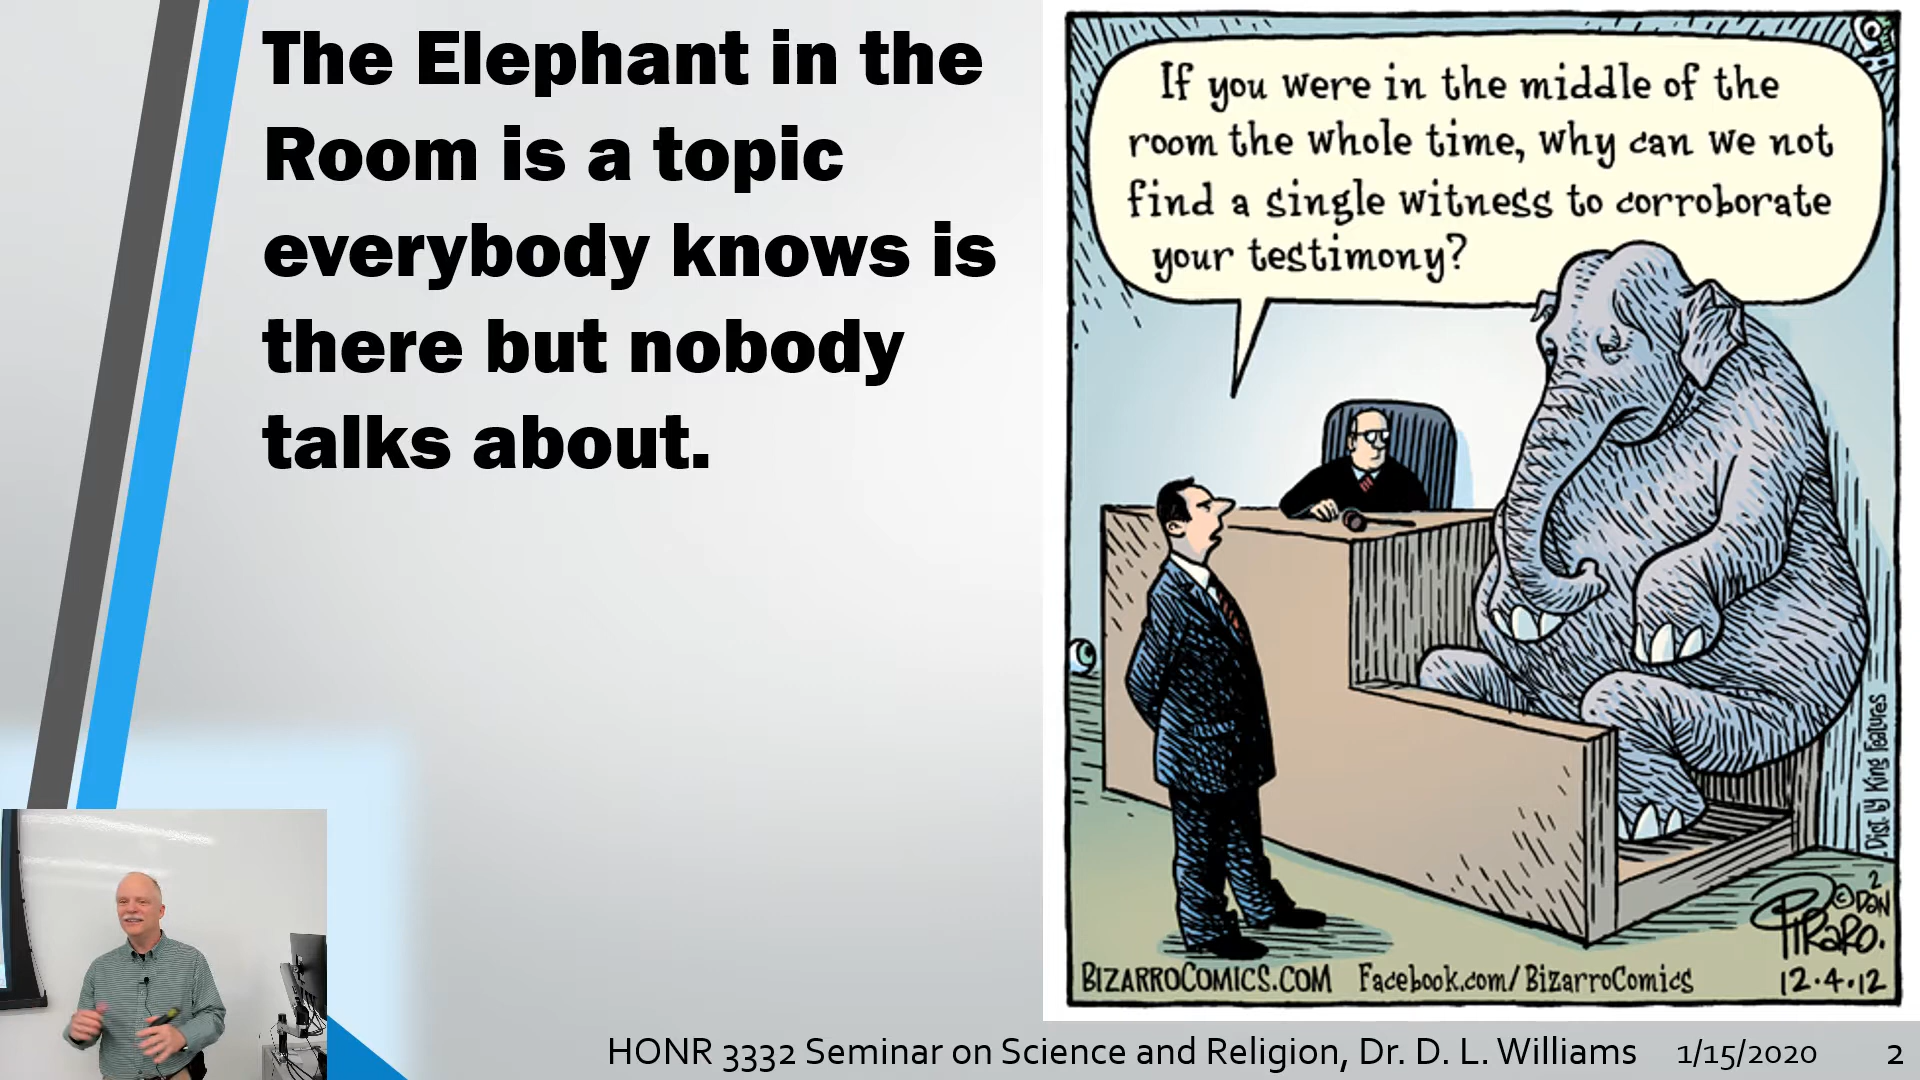 The Elephant in the
Room is a topic
everybody knows is
there but nobody
talks about.
If you were in the middle of the
room the whole time, why can we not
find a single witness to corroborate
your testimony?
Dist. by King Features
2
© Dan
Piraro.
12.4.12
BizarroComics.com Facebook.com/BizarroComics
HONR 3332 Seminar on Science and Religion, Dr. D. L. Williams 1/15/2020 2